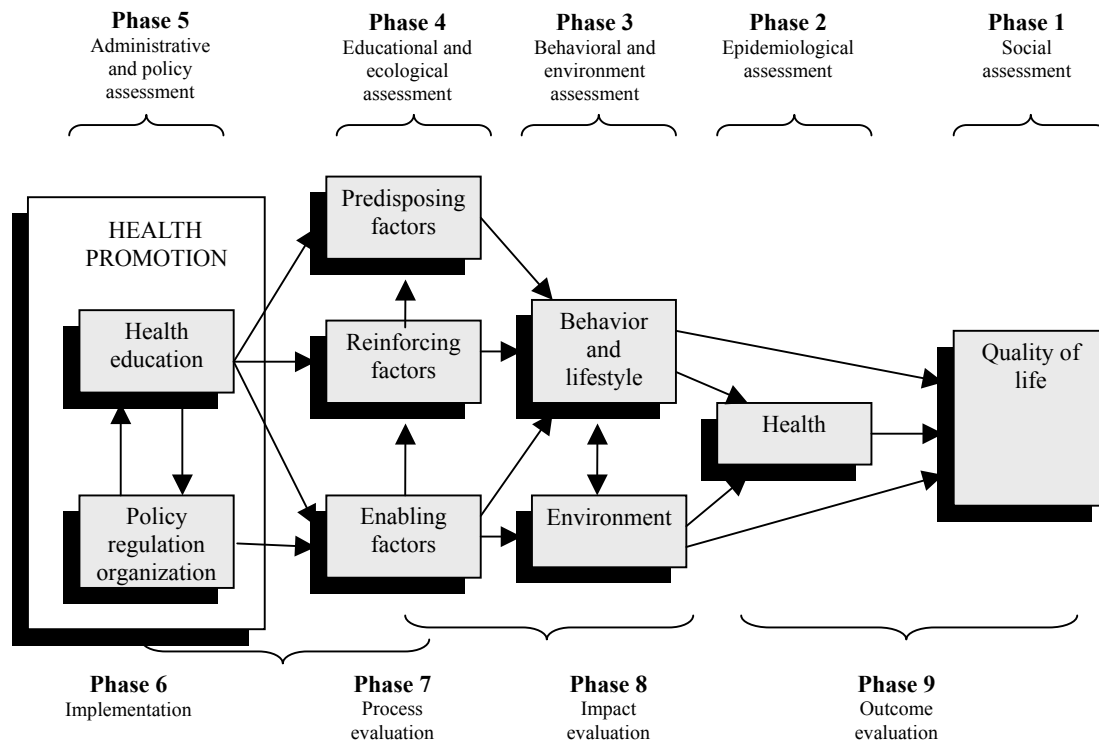 Phase 5
Administrative
and policy
assessment
Phase 4
Educational and
ecological
assessment
Phase 3
Behavioral and
environment
assessment
Phase 2
Epidemiological
assessment
Phase 1
Social
assessment
HEALTH
PROMOTION
Health
education
Policy
regulation
organization
Predisposing
factors
Reinforcing
factors
Enabling
factors
Behavior
and
lifestyle
Environment
Health
Quality of
life
Phase 6
Implementation
Phase 7
Process
evaluation
Phase 8
Impact
evaluation
Phase 9
Outcome
evaluation